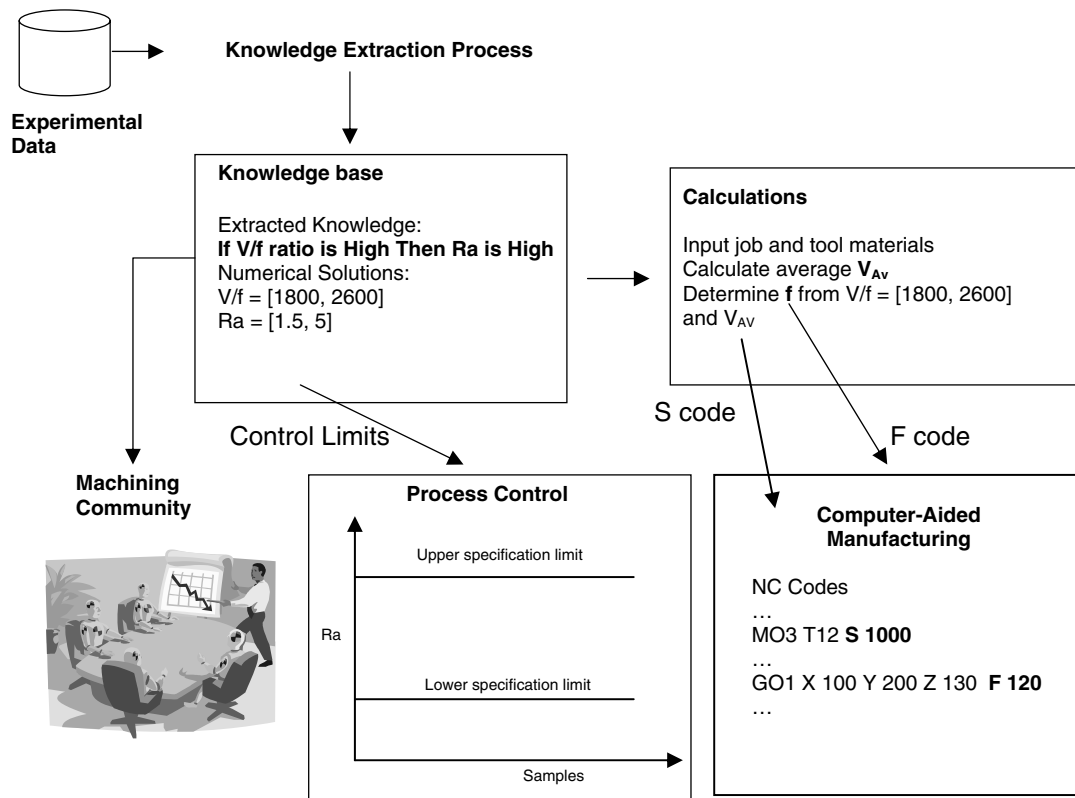 Knowledge Extraction Process
Experimental
Data
Knowledge base
Extracted Knowledge:
If V/f ratio is High Then Ra is High
Numerical Solutions:
V/f = [1800, 2600]
Ra = [1.5, 5]
Calculations
Input job and tool materials
Calculate average VAv
Determine f from V/f = [1800, 2600]
and VAV
S code
F code
Control Limits
Machining
Community
Process Control
Upper specification limit
Ra
Lower specification limit
Samples
Computer-Aided
Manufacturing
NC Codes
…
MO3 T12 S 1000
…
GO1 X 100 Y 200 Z 130 F 120
…